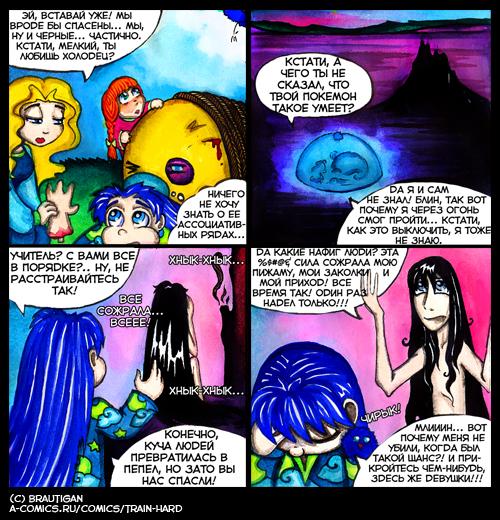 ЭЙ, ВСТАВАЙ УЖЕ! МЫ
ВРОДЕ БЫ СПАСЕНЫ... МЫ,
НУ И ЧЕРНЫЕ... ЧАСТИЧНО.
КСТАТИ, МЕЛКИЙ, ТЫ
ЛЮБИШЬ ХОЛОДЕЦ?
НИЧЕГО
НЕ ХОЧУ
ЗНАТЬ О ЕЕ
АССОЦИАТИВ-
НЫХ РЯДАХ...
КСТАТИ, А
ЧЕГО ТЫ НЕ
СКАЗАЛ, ЧТО
ТВОЙ ПОКЕМОН
ТАКОЕ УМЕЕТ?
ДА Я И САМ
НЕ ЗНАЛ! БЛИН, ТАК ВОТ
ПОЧЕМУ Я ЧЕРЕЗ ОГОНЬ
СМОГ ПРОЙТИ... КСТАТИ,
КАК ЭТО ВЫКЛЮЧИТЬ, Я ТОЖЕ
НЕ ЗНАЮ.
УЧИТЕЛЬ? С ВАМИ ВСЕ
В ПОРЯДКЕ?.. НУ, НЕ
РАССТРАИВАЙТЕСЬ
ТАК!
ХНЫК-ХНЫК...
ВСЕ
СОЖРАЛА...
ВСЕЕЕ!
ХНЫК-ХНЫК...
КОНЕЧНО,
КУЧА ЛЮДЕЙ
ПРЕВРАТИЛАСЬ В
ПЕПЕЛ, НО ЗАТО ВЫ
НАС СПАСЛИ!
ДА КАКИЕ НАФИГ ЛЮДИ? ЭТА
%&#@& СИЛА СОЖРАЛА МОЮ
ПИЖАМУ, МОИ ЗАКОЛКИ И
МОЙ ПРИХОД! ВСЕ
ВРЕМЯ ТАК! ОДИН РАЗ
НАДЕЛ ТОЛЬКО!!!
ЧИРЫК!
МЛИИИН... ВОТ
ПОЧЕМУ МЕНЯ НЕ
УБИЛИ, КОГДА БЫЛ
ТАКОЙ ШАНС?! И ПРИ-
КРОЙТЕСЬ ЧЕМ-НИБУДЬ,
ЗДЕСЬ ЖЕ ДЕВУШКИ!!!
(C) BRAUTIGAN
A-COMICS.RU/COMICS/TRAIN-HARD